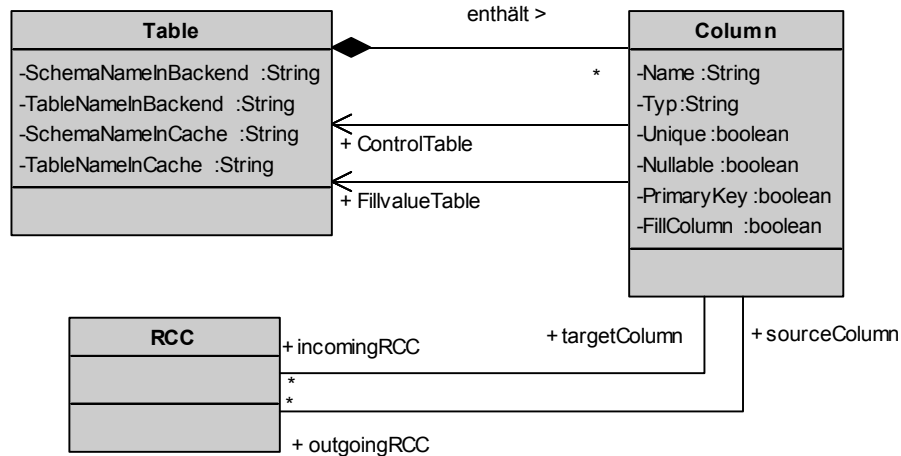 enthält >
Table
-SchemaNameInBackend :String
-TableNameInBackend :String
-SchemaNameInCache :String
-TableNameInCache :String
*
+ ControlTable
+ FillvalueTable
Column
-Name :String
-Typ:String
-Unique :boolean
-Nullable :boolean
-PrimaryKey :boolean
-FillColumn :boolean
RCC
+ incomingRCC
*
*
+ outgoingRCC
+ targetColumn
+ sourceColumn